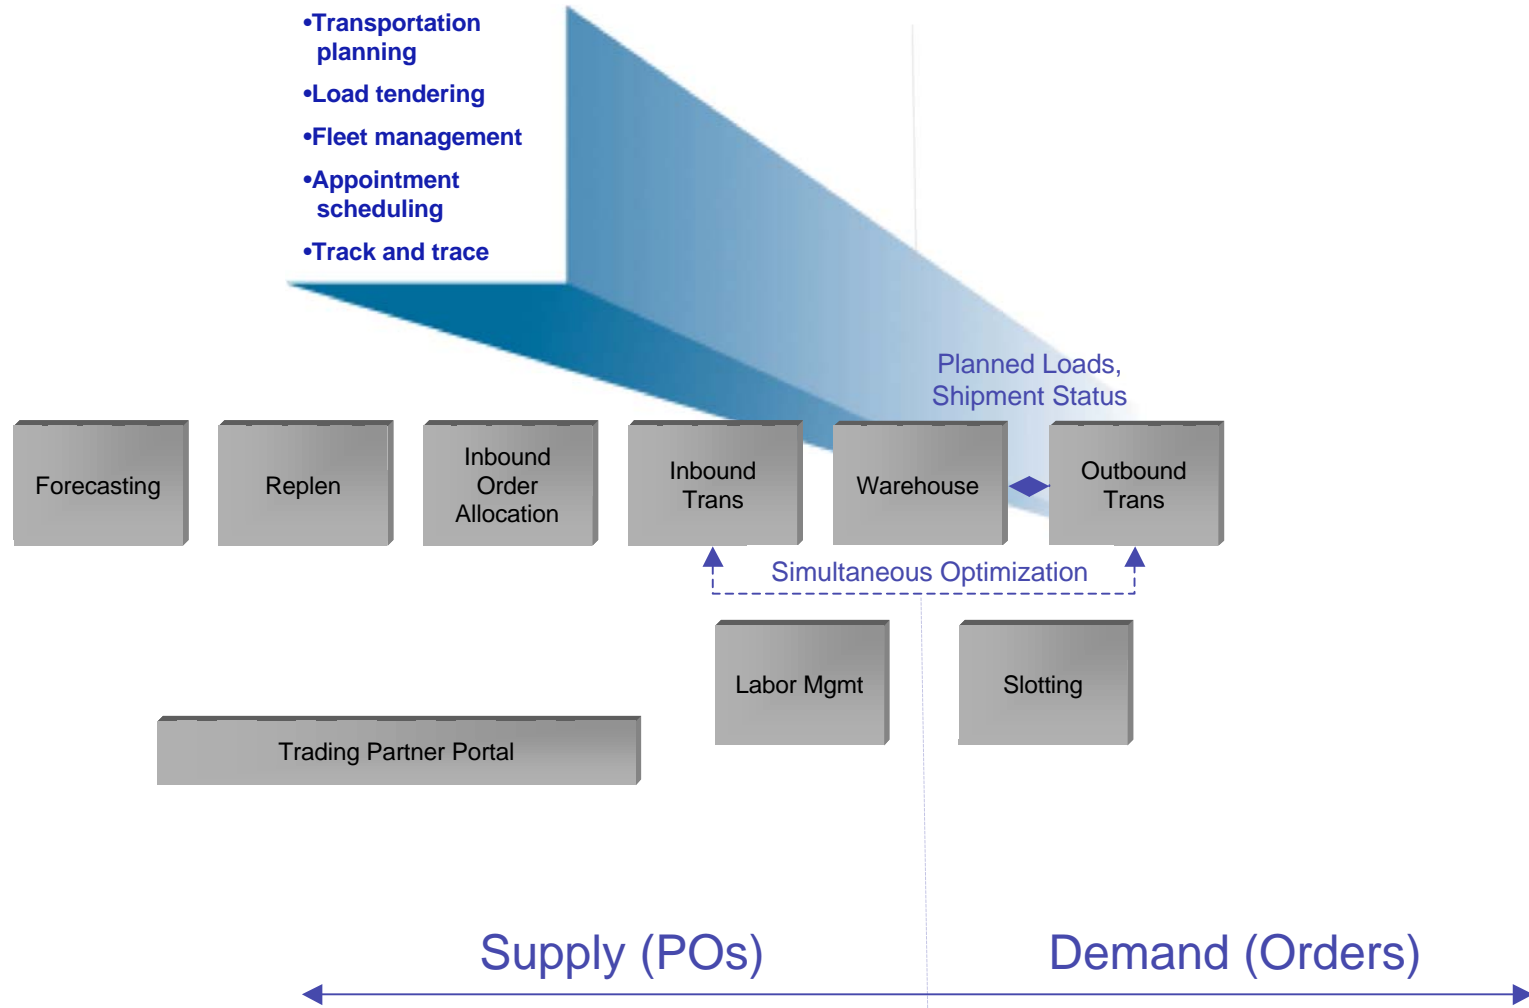 •Transportation
planning
•Load tendering
•Fleet management
•Appointment
scheduling
•Track and trace
Planned Loads,
Shipment Status
Forecasting
Replen
Inbound
Order
Allocation
Inbound
Trans
Warehouse
Outbound
Trans
Simultaneous Optimization
Labor Mgmt
Slotting
Trading Partner Portal
Supply (POs)
Demand (Orders)